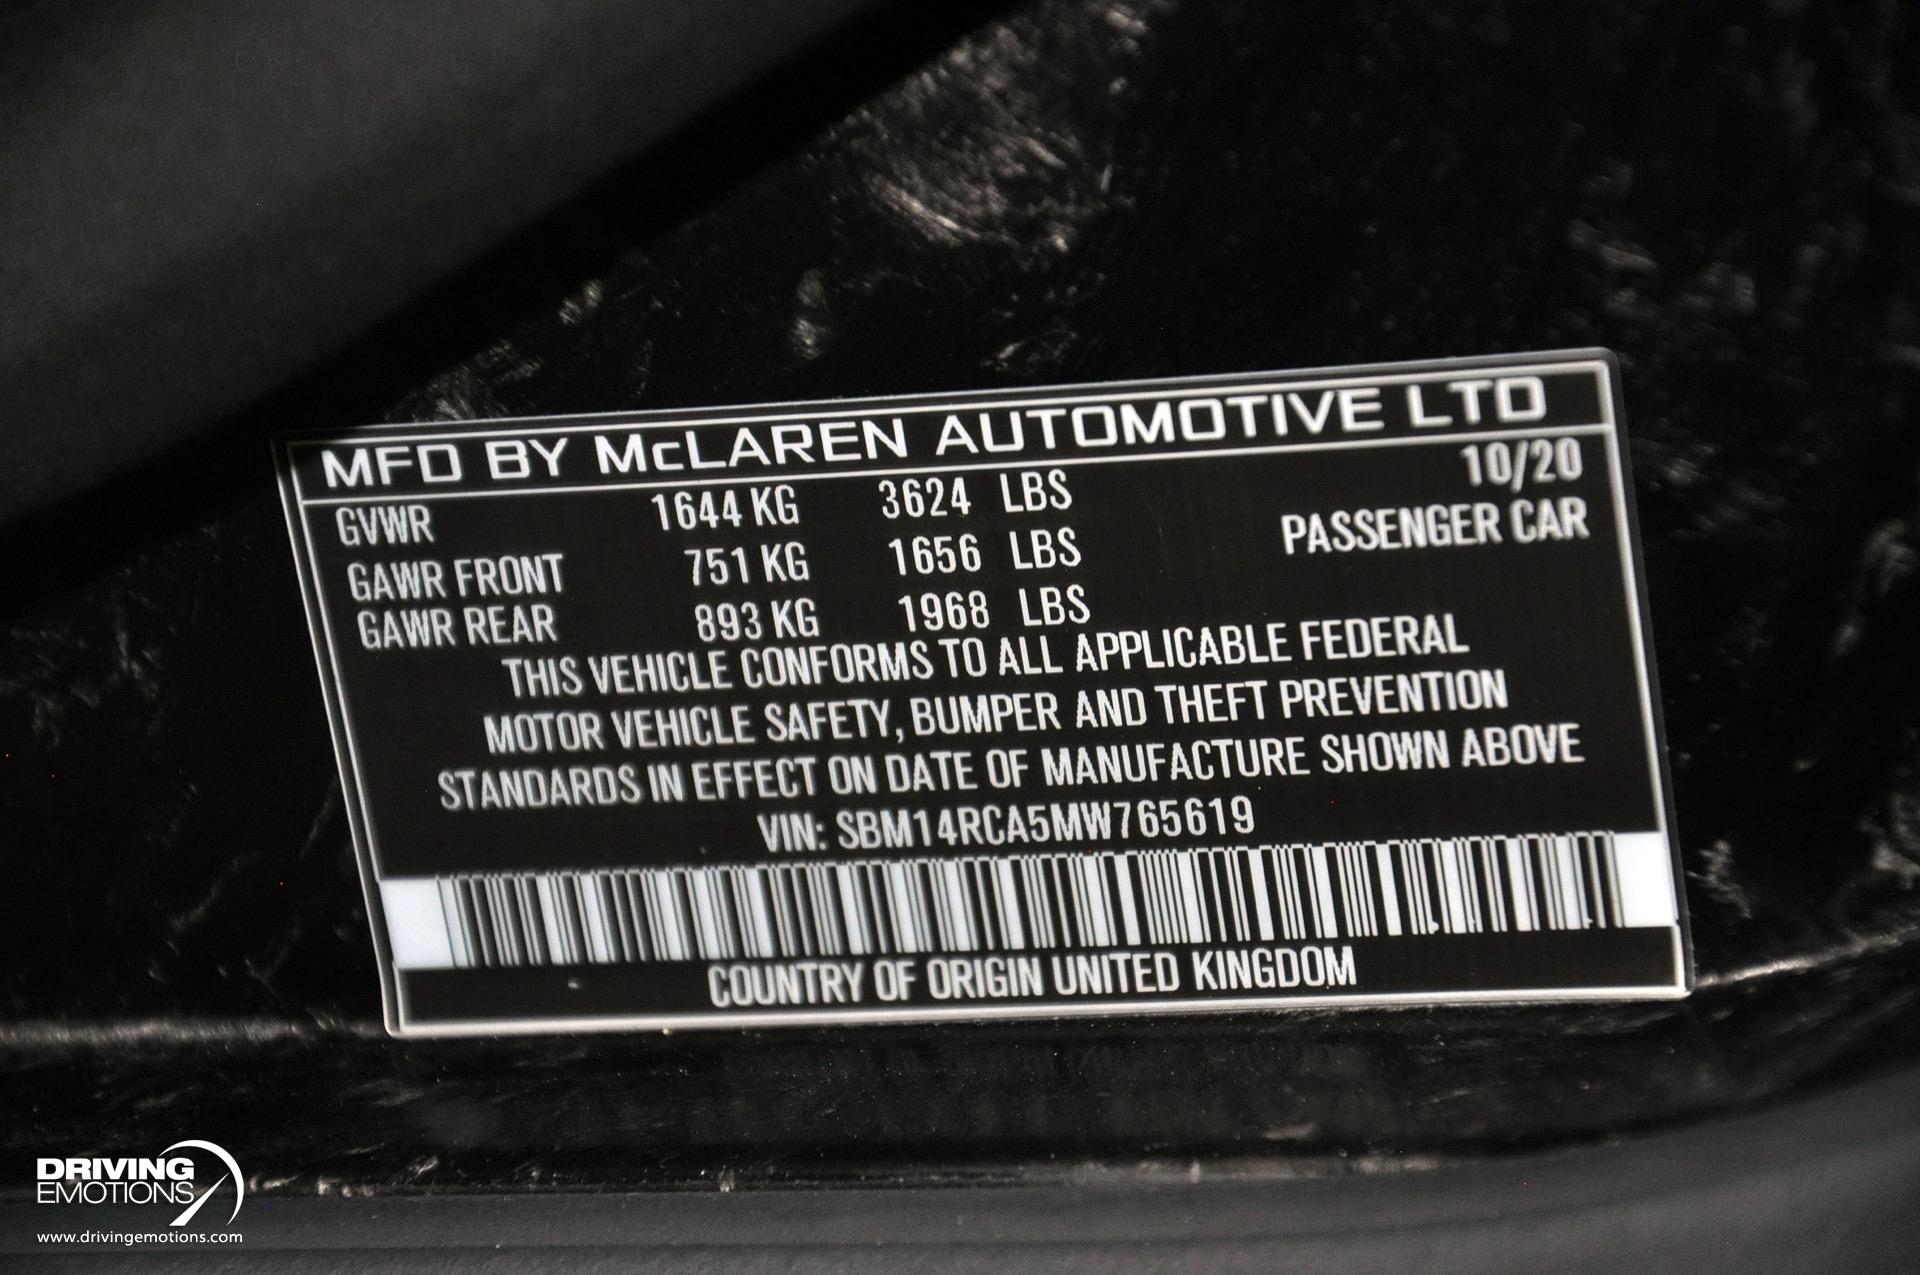 MFD BY McLAREN AUTOMOTIVE LTD
10/20
GVWR 1644 KG 3624 LBS
PASSENGER CAR
GAWR FRONT 751 KG 1656 LBS
GAWR REAR 893 KG 1968 LBS
THIS VEHICLE CONFORMS TO ALL APPLICABLE FEDERAL
MOTOR VEHICLE SAFETY, BUMPER AND THEFT PREVENTION
STANDARDS IN EFFECT ON DATE OF MANUFACTURE SHOWN ABOVE
VIN: SBM14RCA5MW765619
COUNTRY OF ORIGIN UNITED KINGDOM
DRIVING
EMOTIONS
www.drivingemotions.com